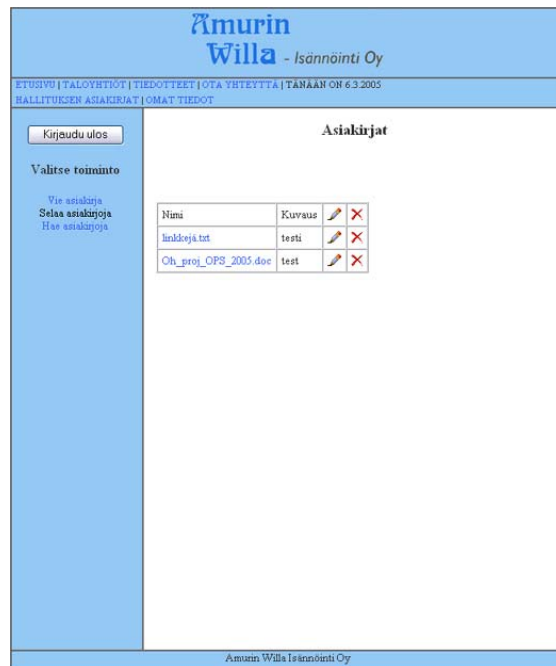 Amurin
Willa - Isännöinti Oy
ETUSIVU | TALOYHTIÖT | TIEDOTTEET | OTA YHTEYTTÄ | TÄNÄÄN ON 6.3.2005
HALLITUKSEN ASIAKIRJAT | OMAT TIEDOT
Kirjaudu ulos
Valitse toiminto
Vie asiakirja
Selaa asiakirjoja
Hae asiakirjoja
Asiakirjat
Nimi Kuvaus
linkkejä.txt testi
Oh_proj_OPS_2005.doc test
Amurin Willa Isännöinti Oy